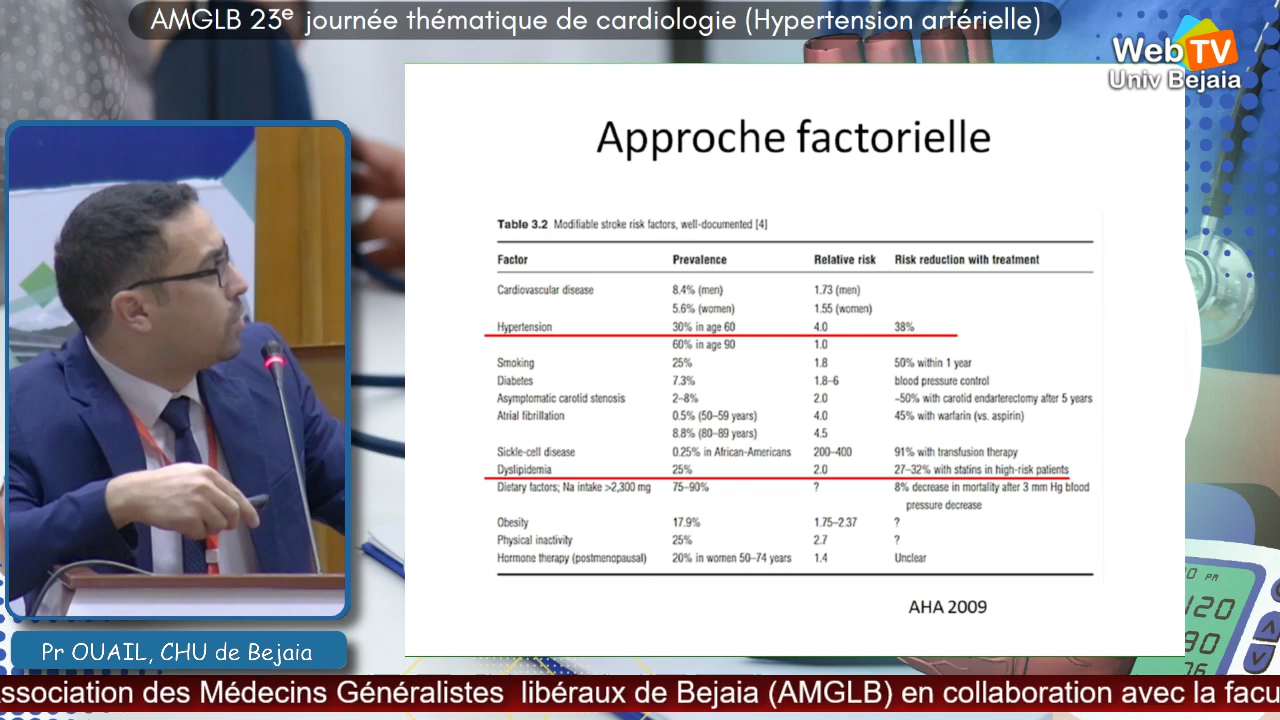 AMGLB 23e journée thématique de cardiologie (Hypertension artérielle)
WebTV
Univ Bejaia
Approche factorielle
Table 3.2 Modifiable stroke risk factors, well-documented [4]
Factor Prevalence Relative risk Risk reduction with treatment
Cardiovascular disease 8.4% (men) 1.73 (men)
5.6% (women) 1.55 (women)
Hypertension 30% in age 60 4.0 38%
60% in age 90 1.0
Smoking 25% 1.8 50% within 1 year
Diabetes 7.3% 1.8–6 blood pressure control
Asymptomatic carotid stenosis 2–8% 2.0 ~50% with carotid endarterectomy after 5 years
Atrial fibrillation 0.5% (50–59 years) 4.0 45% with warfarin (vs. aspirin)
8.8% (80–89 years) 4.5
Sickle-cell disease 0.25% in African-Americans 200–400 91% with transfusion therapy
Dyslipidemia 25% 2.0 27–32% with statins in high-risk patients
Dietary factors; Na intake >2,300 mg 75–90% ? 8% decrease in mortality after 3 mm Hg blood
pressure decrease
Obesity 17.9% 1.75–2.37 ?
Physical inactivity 25% 2.7 ?
Hormone therapy (postmenopausal) 20% in women 50–74 years 1.4 Unclear
AHA 2009
0 PM
120
80
76
Pr OUAIL, CHU de Bejaia
ssociation des Médecins Généralistes libéraux de Bejaia (AMGLB) en collaboration avec la facu